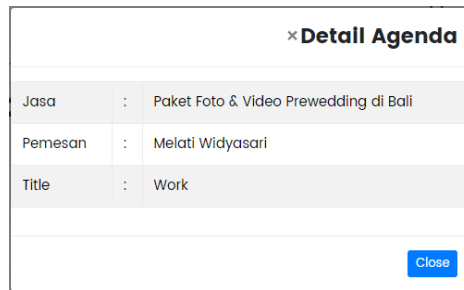 ×Detail Agenda
Jasa : Paket Foto & Video Prewedding di Bali
Pemesan : Melati Widyasari
Title : Work
Close